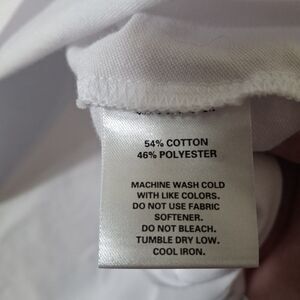 54% COTTON
46% POLYESTER
MACHINE WASH COLD
WITH LIKE COLORS.
DO NOT USE FABRIC
SOFTENER.
DO NOT BLEACH.
TUMBLE DRY LOW.
COOL IRON.